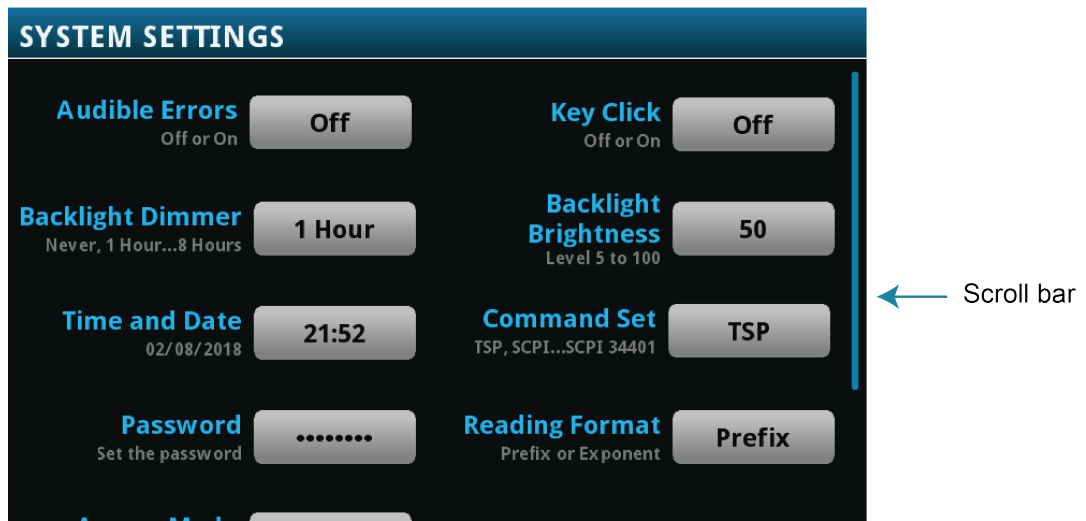 SYSTEM SETTINGS
Audible Errors
Off or On
Off
Key Click
Off or On
Off
Backlight Dimmer
Never, 1 Hour...8 Hours
1 Hour
Backlight
Brightness
Level 5 to 100
50
Time and Date
02/08/2018
21:52
Command Set
TSP, SCPI...SCPI 34401
TSP
Scroll bar
Password
Set the password
••••••••
Reading Format
Prefix or Exponent
Prefix